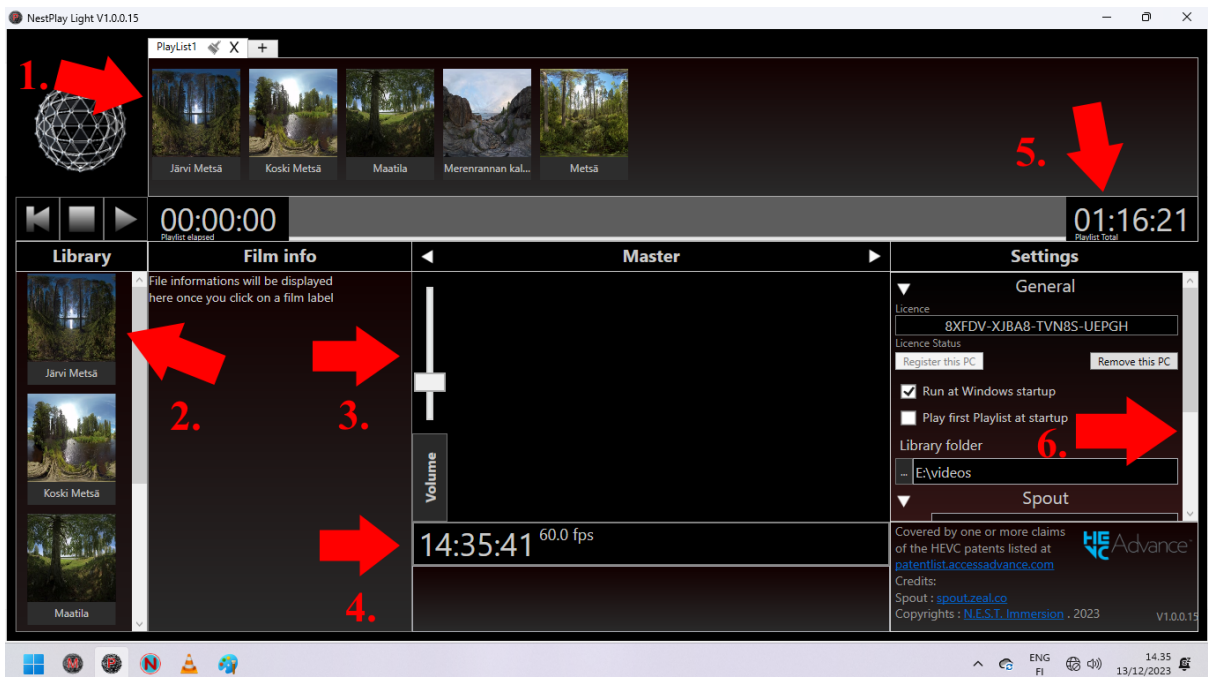 NestPlay Light V1.0.0.15
PlayList1 X +
1.
Järvi Metsä Koski Metsä Maatila Merenrannan kal... Metsä
5.
00:00:00
Playlist elapsed
01:16:21
Playlist Total
Library Film info Master Settings
File informations will be displayed
here once you click on a film label
Järvi Metsä
Koski Metsä
Maatila
2.
3.
Volume
14:35:41 60.0 fps
4.
General
Licence
8XFDV-XJBA8-TVN8S-UEPGH
Licence Status
Register this PC Remove this PC
Run at Windows startup
Play first Playlist at startup
6.
Library folder
... E:\videos
Spout
Covered by one or more claims
of the HEVC patents listed at
patentlist.accessadvance.com
HEVC Advance
Credits:
Spout : spout.zeal.co
Copyrights : N.E.S.T. Immersion . 2023
V1.0.0.15
ENG
FI
14.35
13/12/2023